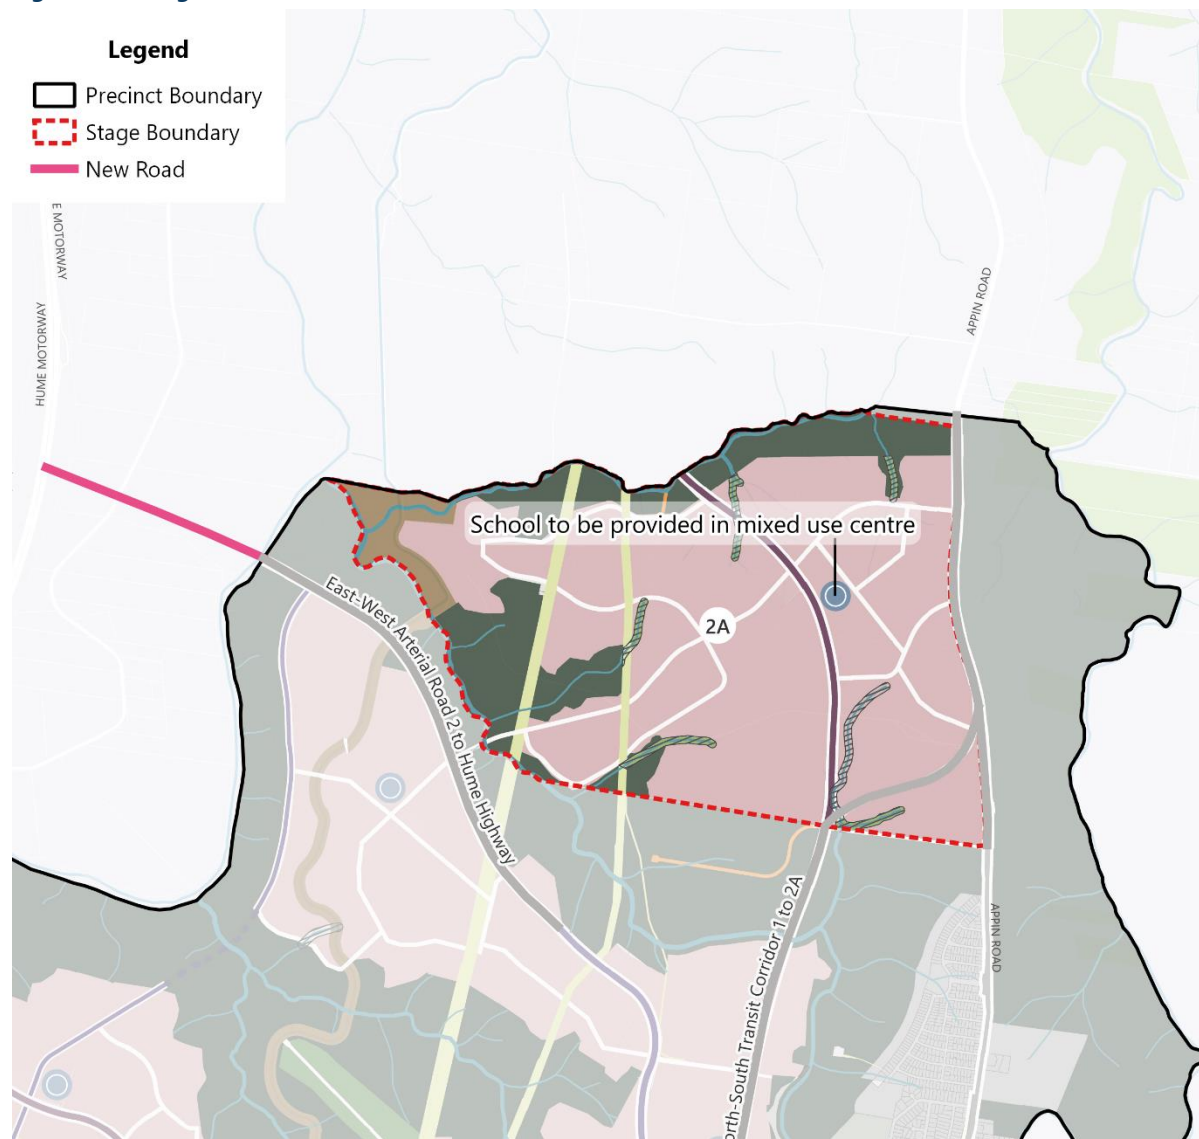 Legend
Precinct Boundary
Stage Boundary
New Road
E MOTORWAY
HUME MOTORWAY
APPIN ROAD
School to be provided in mixed use centre
2A
East-West Arterial Road 2 to Hume Highway
orth-South Transit Corridor 1 to 2A
APPIN ROAD